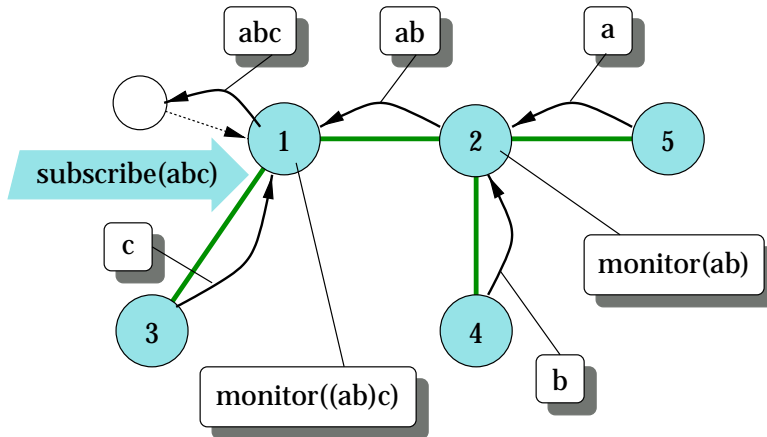 abc
ab
a
1
2
5
subscribe(abc)
c
monitor(ab)
3
4
b
monitor((ab)c)